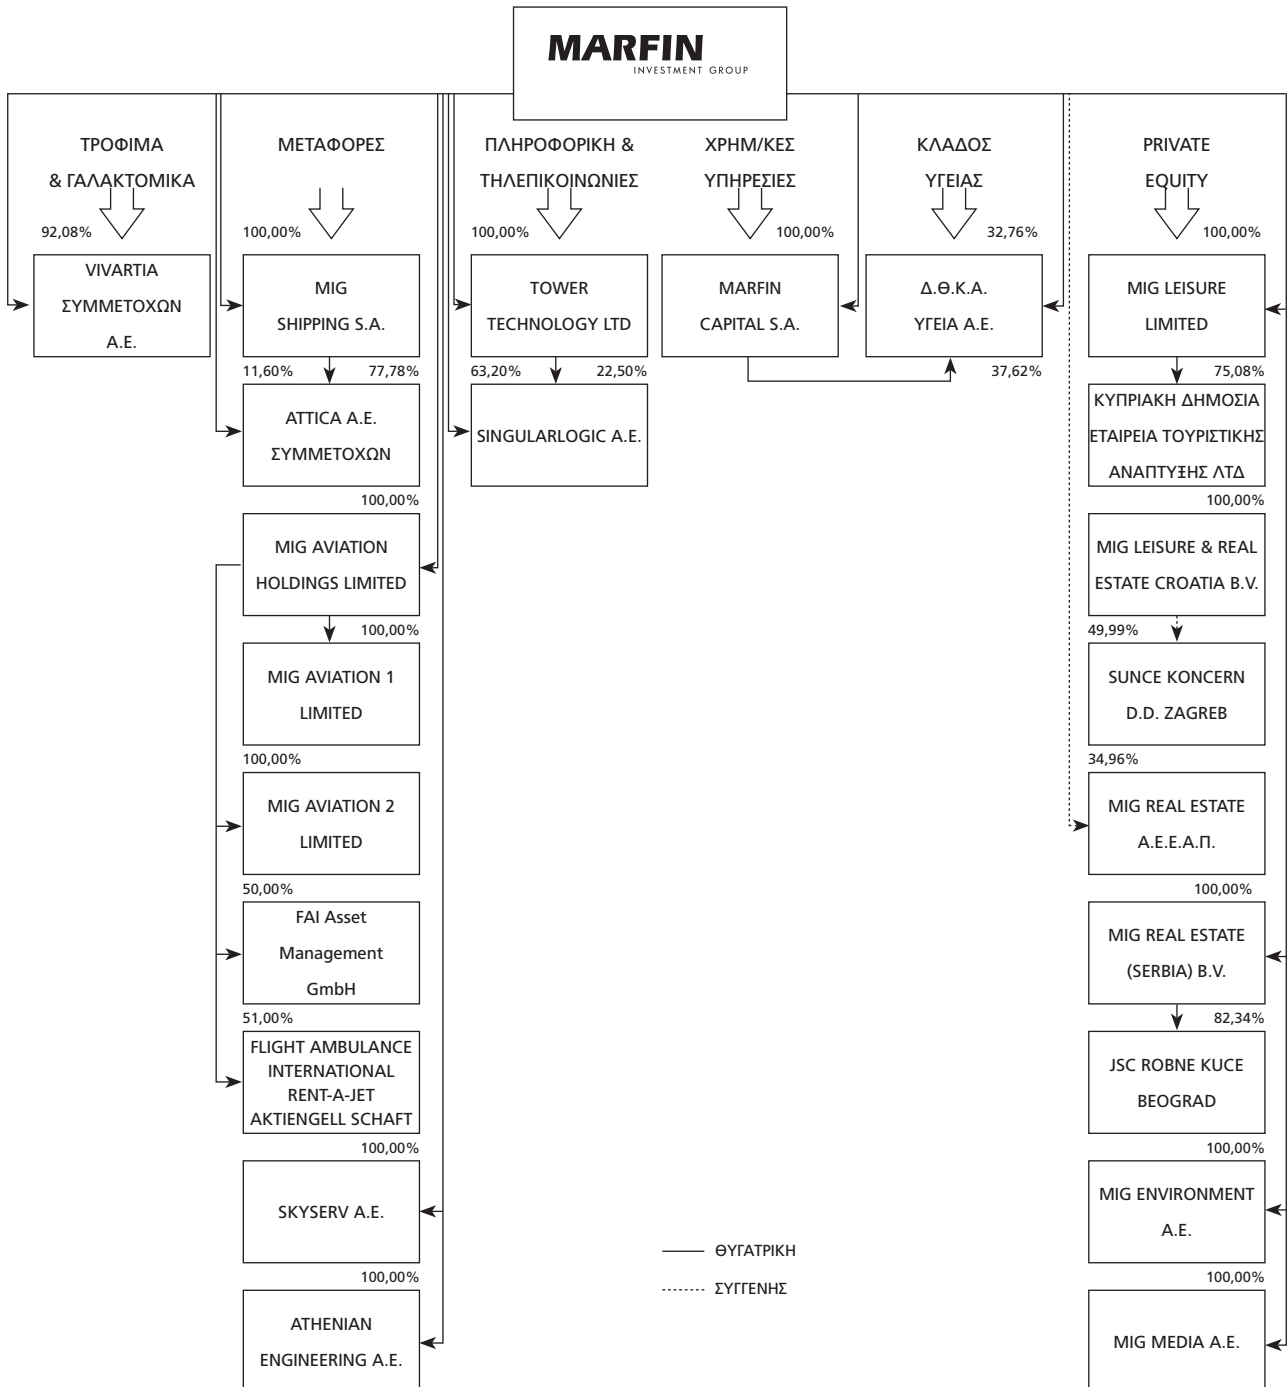 MARFIN
INVESTMENT GROUP
ΤΡΟΦΙΜΑ
& ΓΑΛΑΚΤΟΜΙΚΑ
92,08%
VIVARTIA
ΣΥΜΜΕΤΟΧΩΝ
Α.Ε.
ΜΕΤΑΦΟΡΕΣ
100,00%
MIG
SHIPPING S.A.
11,60%
77,78%
ATTICA Α.Ε.
ΣΥΜΜΕΤΟΧΩΝ
100,00%
MIG AVIATION
HOLDINGS LIMITED
100,00%
MIG AVIATION 1
LIMITED
100,00%
MIG AVIATION 2
LIMITED
50,00%
FAI Asset
Management
GmbH
51,00%
FLIGHT AMBULANCE
INTERNATIONAL
RENT-A-JET
AKTIENGELL SCHAFT
100,00%
SKYSERV Α.Ε.
100,00%
ATHENIAN
ENGINEERING Α.Ε.
ΠΛΗΡΟΦΟΡΙΚΗ &
ΤΗΛΕΠΙΚΟΙΝΩΝΙΕΣ
100,00%
TOWER
TECHNOLOGY LTD
63,20%
22,50%
SINGULARLOGIC Α.Ε.
ΧΡΗΜ/ΚΕΣ
ΥΠΗΡΕΣΙΕΣ
100,00%
MARFIN
CAPITAL S.A.
ΚΛΑΔΟΣ
ΥΓΕΙΑΣ
32,76%
Δ.Θ.Κ.Α.
ΥΓΕΙΑ Α.Ε.
37,62%
PRIVATE
EQUITY
100,00%
MIG LEISURE
LIMITED
75,08%
ΚΥΠΡΙΑΚΗ ΔΗΜΟΣΙΑ
ΕΤΑΙΡΕΙΑ ΤΟΥΡΙΣΤΙΚΗΣ
ΑΝΑΠΤΥΞΗΣ ΛΤΔ
100,00%
MIG LEISURE & REAL
ESTATE CROATIA B.V.
49,99%
SUNCE KONCERN
D.D. ZAGREB
34,96%
MIG REAL ESTATE
Α.Ε.Ε.Α.Π.
100,00%
MIG REAL ESTATE
(SERBIA) B.V.
82,34%
JSC ROBNE KUCE
BEOGRAD
100,00%
MIG ENVIRONMENT
Α.Ε.
100,00%
MIG MEDIA Α.Ε.
ΘΥΓΑΤΡΙΚΗ
ΣΥΓΓΕΝΗΣ